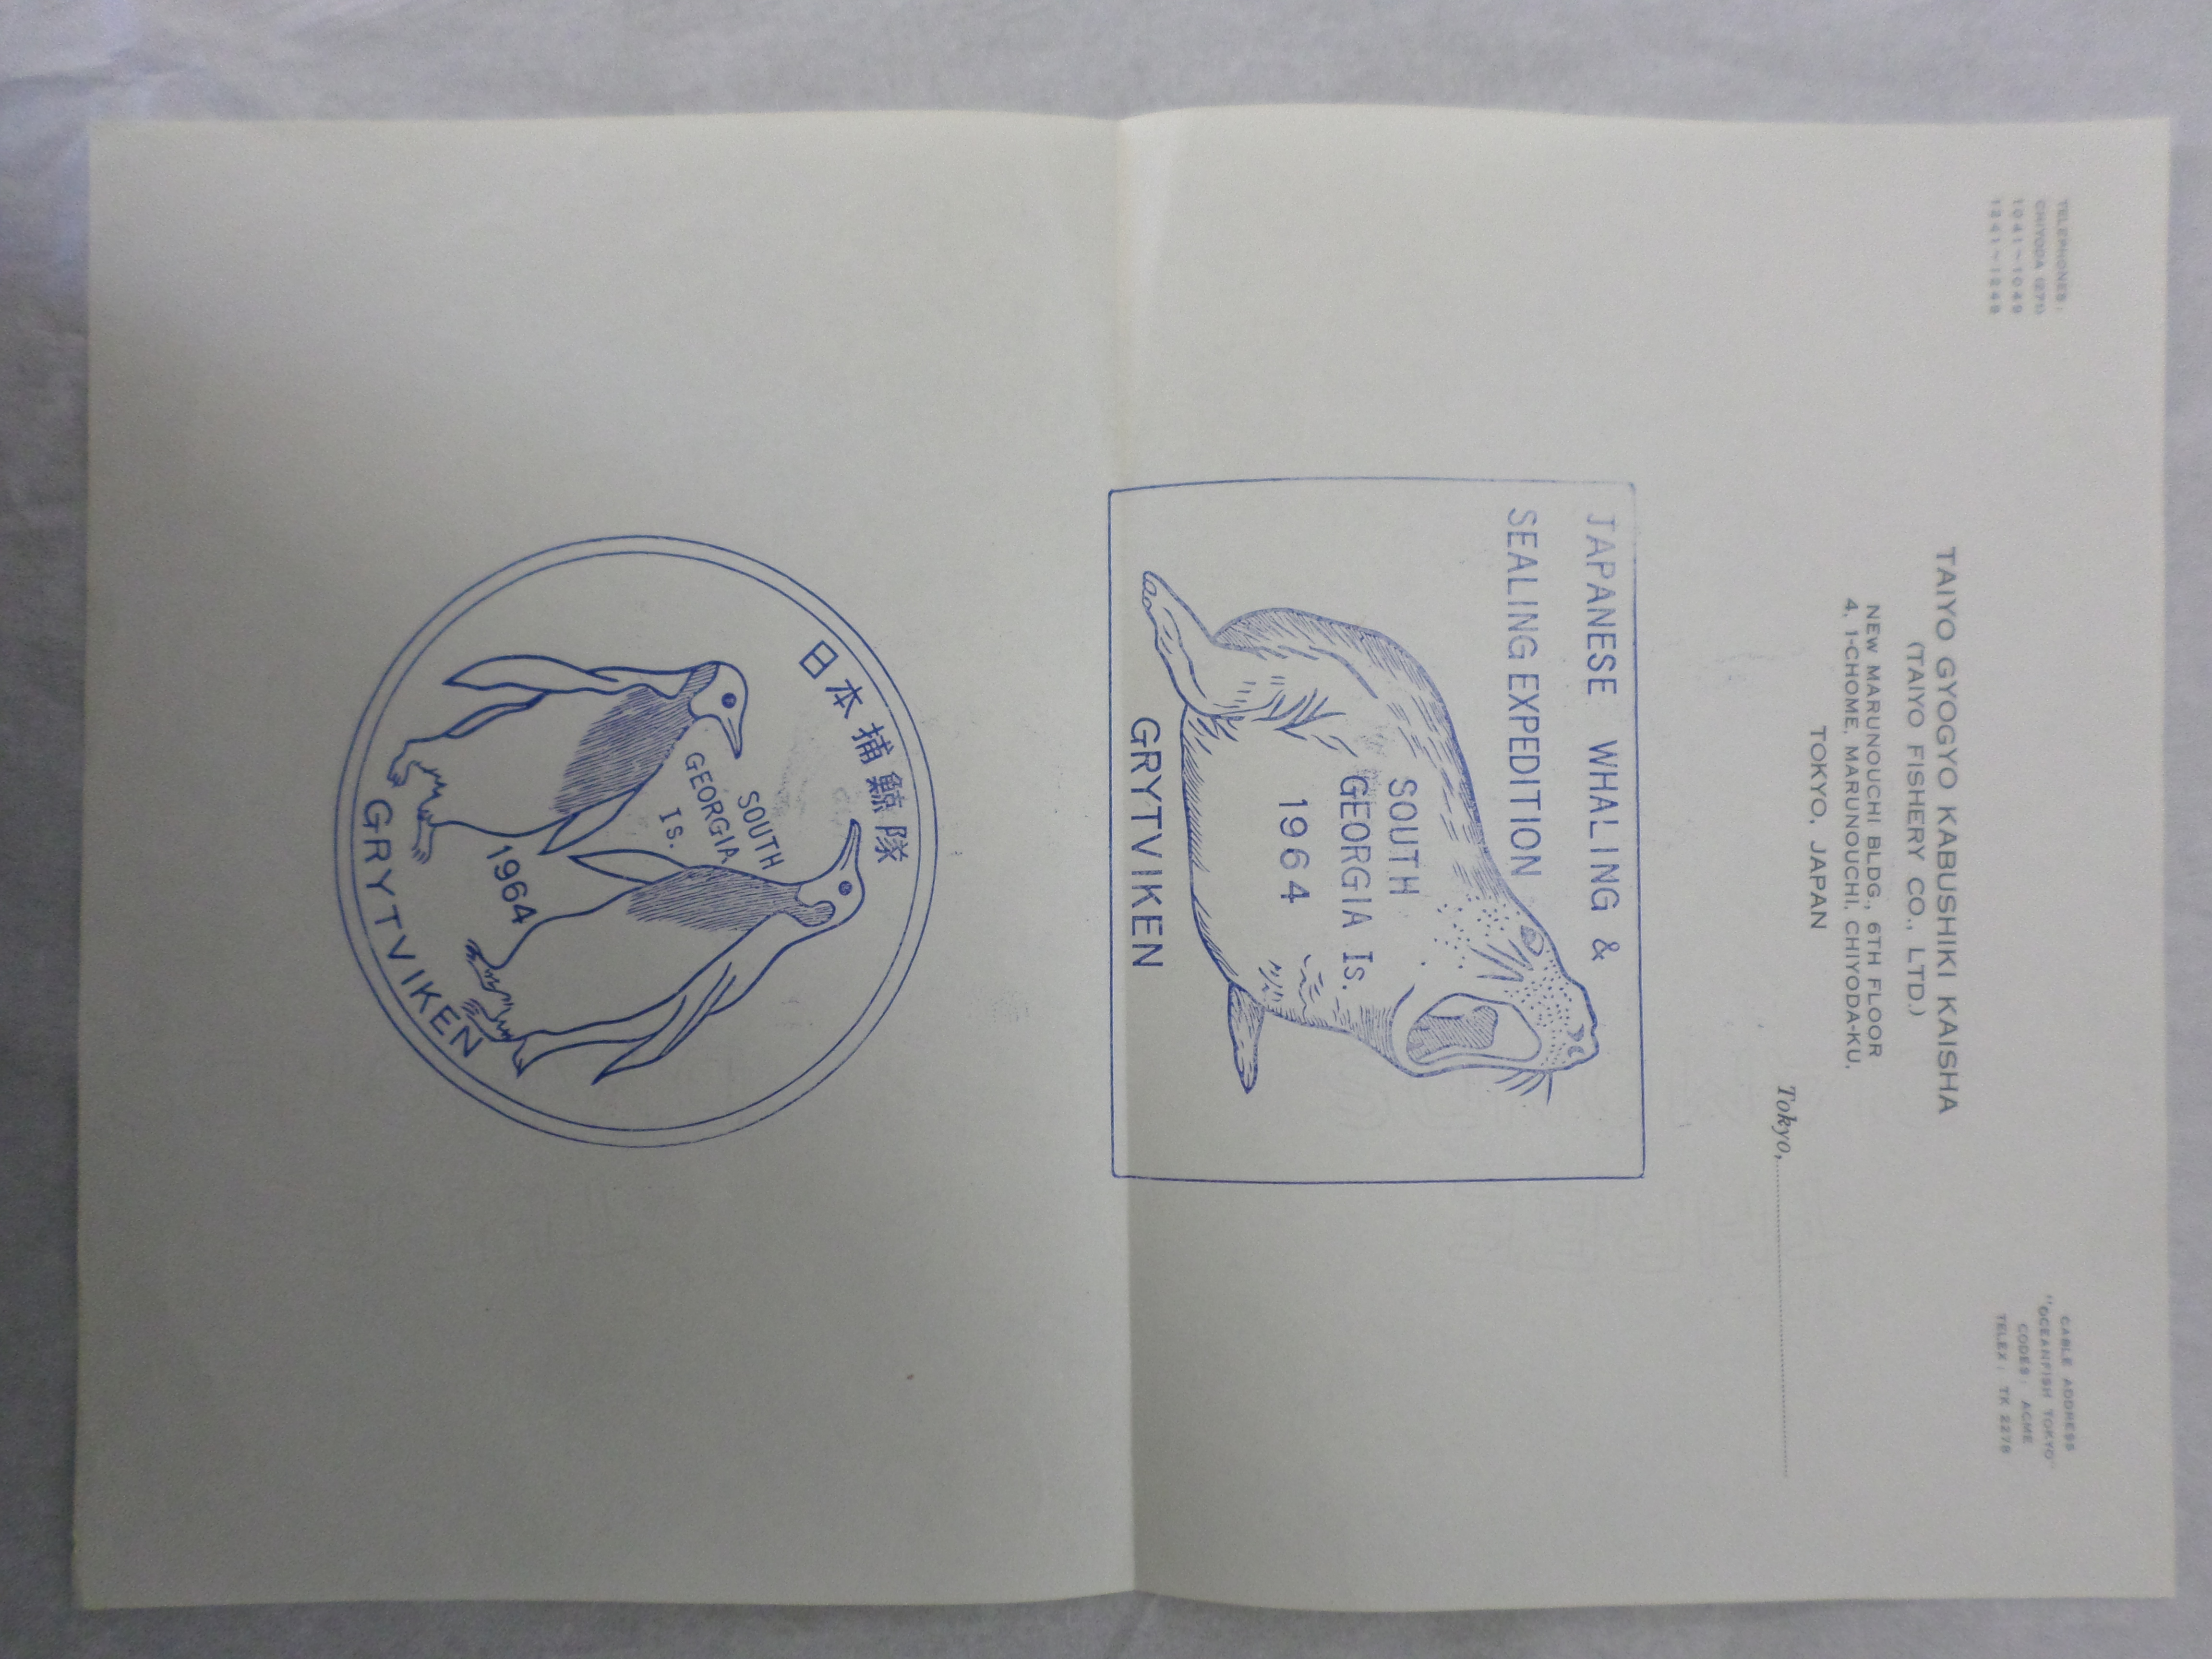 TELEPHONES:
CHIYODA (271)
1041~1049
1241~1248
CABLE ADDRESS
"OCEANFISH TOKYO"
CODES: ACME
TELEX: TK 2278
TAIYO GYOGYO KABUSHIKI KAISHA
(TAIYO FISHERY CO., LTD.)
NEW MARUNOUCHI BLDG., 6TH FLOOR
4, 1-CHOME, MARUNOUCHI, CHIYODA-KU,
TOKYO, JAPAN
Tokyo,
JAPANESE WHALING &
SEALING EXPEDITION
SOUTH
GEORGIA Is.
1964
GRYTVIKEN
日本捕鯨隊
SOUTH
GEORGIA
Is.
1964
GRYTVIKEN